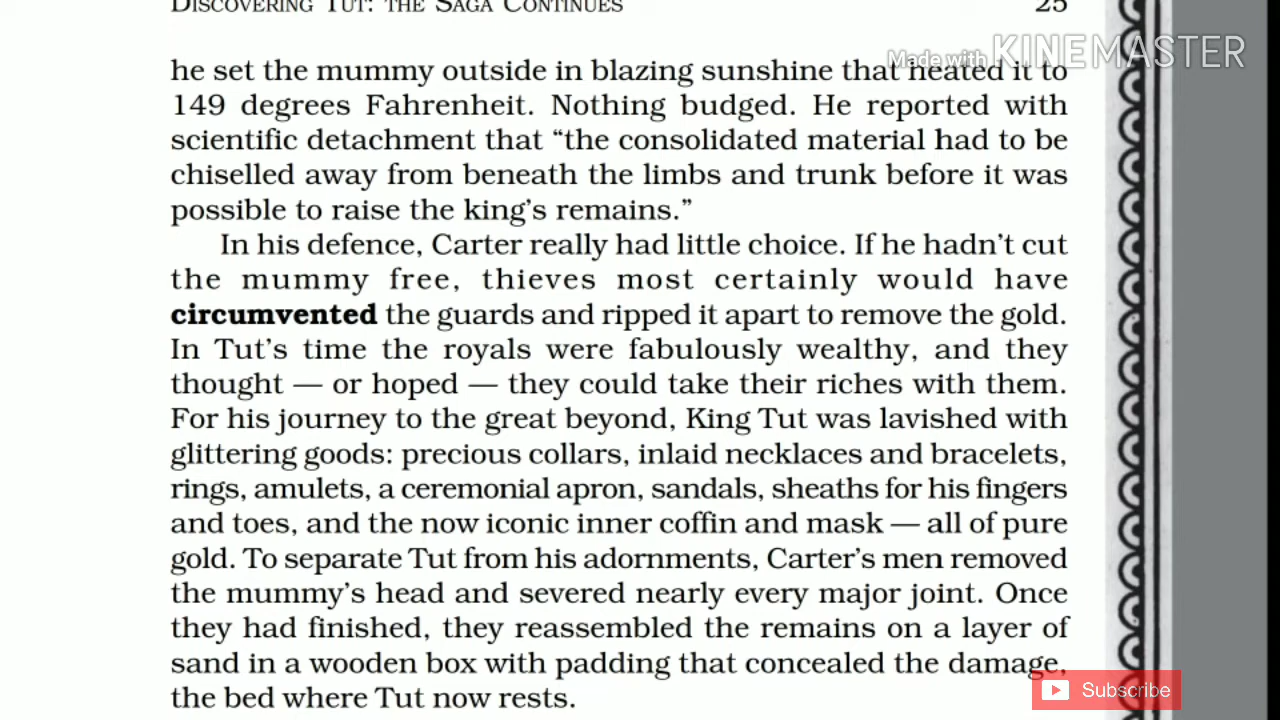 DISCOVERING TUT: THE SAGA CONTINUES 25
Made with KINEMASTER
he set the mummy outside in blazing sunshine that heated it to
149 degrees Fahrenheit. Nothing budged. He reported with
scientific detachment that “the consolidated material had to be
chiselled away from beneath the limbs and trunk before it was
possible to raise the king’s remains.”
In his defence, Carter really had little choice. If he hadn’t cut
the mummy free, thieves most certainly would have
circumvented the guards and ripped it apart to remove the gold.
In Tut’s time the royals were fabulously wealthy, and they
thought — or hoped — they could take their riches with them.
For his journey to the great beyond, King Tut was lavished with
glittering goods: precious collars, inlaid necklaces and bracelets,
rings, amulets, a ceremonial apron, sandals, sheaths for his fingers
and toes, and the now iconic inner coffin and mask — all of pure
gold. To separate Tut from his adornments, Carter’s men removed
the mummy’s head and severed nearly every major joint. Once
they had finished, they reassembled the remains on a layer of
sand in a wooden box with padding that concealed the damage,
the bed where Tut now rests.
Subscribe